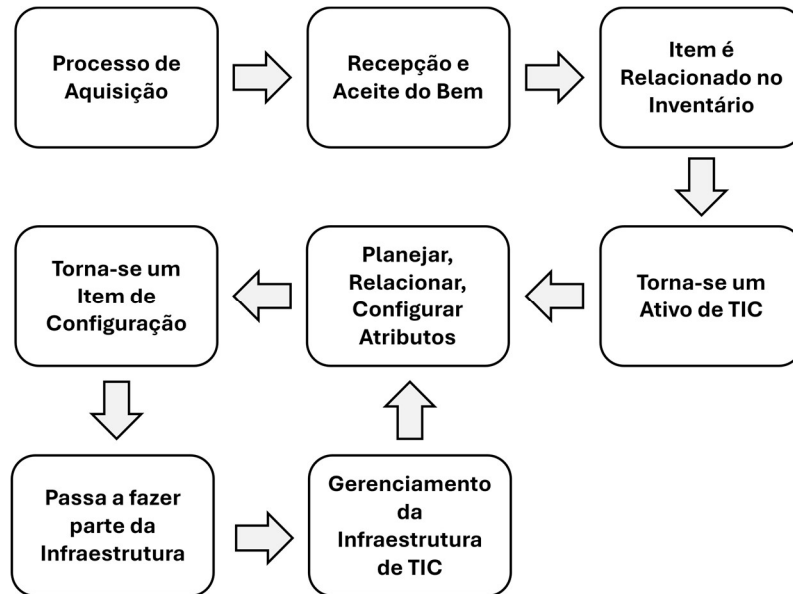 Processo de
Aquisição
Recepção e
Aceite do Bem
Item é
Relacionado no
Inventário
Torna-se um
Ativo de TIC
Planejar,
Relacionar,
Configurar
Atributos
Torna-se um
Item de
Configuração
Passa a fazer
parte da
Infraestrutura
Gerenciamento
da
Infraestrutura
de TIC